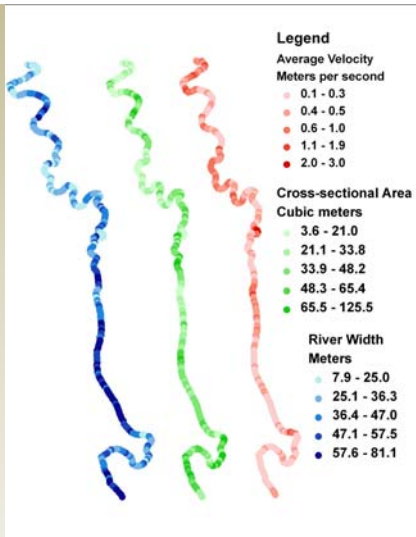 Legend
Average Velocity
Meters per second
0.1 - 0.3
0.4 - 0.5
0.6 - 1.0
1.1 - 1.9
2.0 - 3.0
Cross-sectional Area
Cubic meters
3.6 - 21.0
21.1 - 33.8
33.9 - 48.2
48.3 - 65.4
65.5 - 125.5
River Width
Meters
7.9 - 25.0
25.1 - 36.3
36.4 - 47.0
47.1 - 57.5
57.6 - 81.1